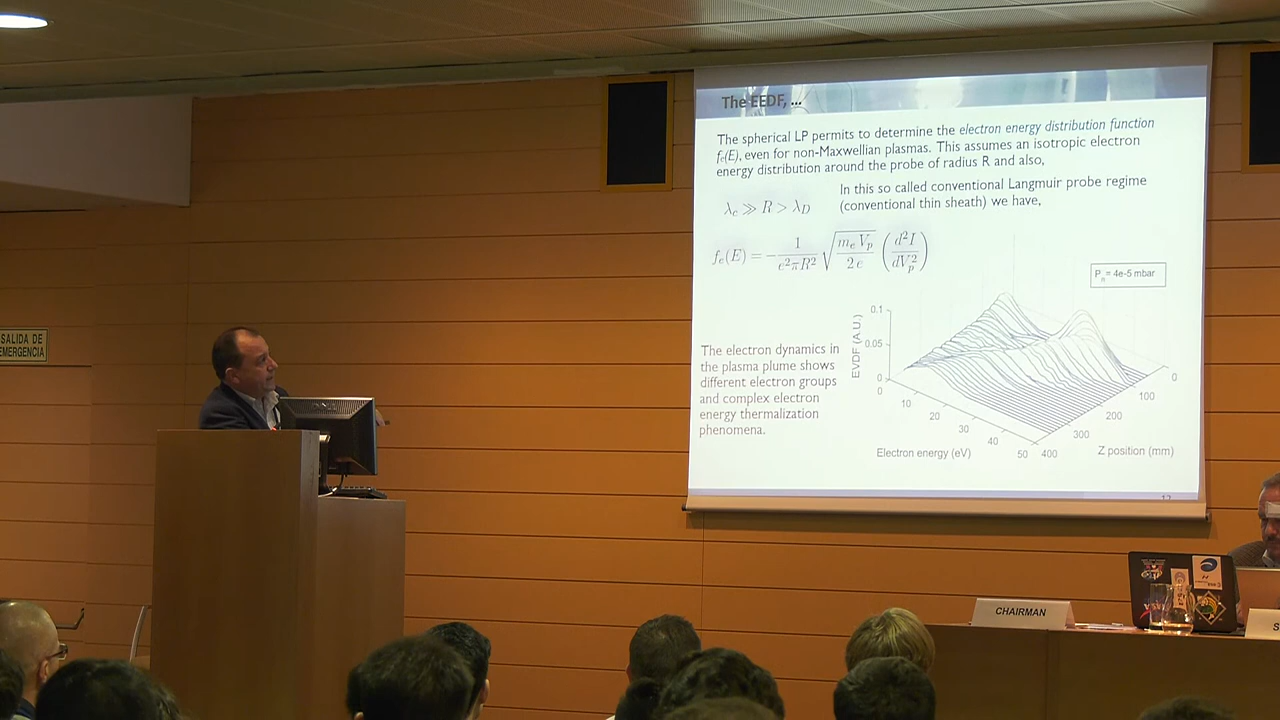 The EEDF, ...
The spherical LP permits to determine the electron energy distribution function
fₑ(E), even for non-Maxwellian plasmas. This assumes an isotropic electron
energy distribution around the probe of radius R and also,
In this so called conventional Langmuir probe regime
λₑ ≫ R > λ_D
(conventional thin sheath) we have,
fₑ(E) = −1/(e²πR²) √(mₑ Vₚ/2e) (d²I/dVₚ²)
Pₙ = 4e-5 mbar
The electron dynamics in
the plasma plume shows
different electron groups
and complex electron
energy thermalization
phenomena.
EVDF (A.U.)
0.1
0.05
0
0
10
20
30
40
50
400
300
200
100
0
Electron energy (eV)
Z position (mm)
12
SALIDA DE
EMERGENCIA
CHAIRMAN
S